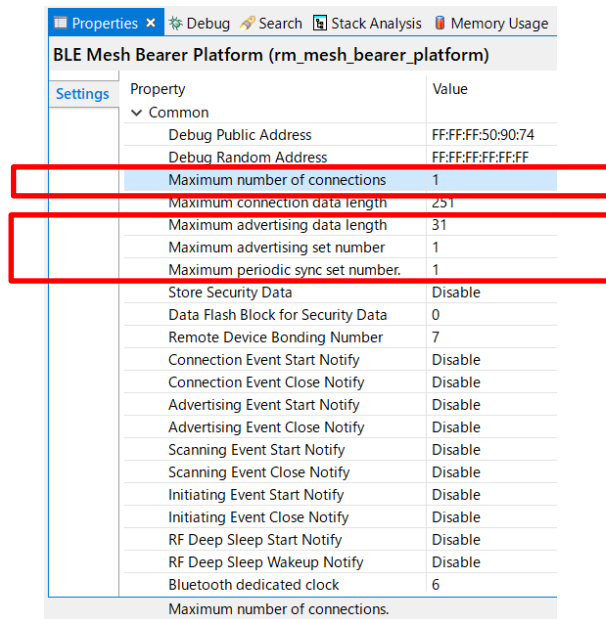 Properties × Debug Search Stack Analysis Memory Usage
BLE Mesh Bearer Platform (rm_mesh_bearer_platform)
Settings
Property Value
Common
Debug Public Address FF:FF:FF:50:90:74
Debug Random Address FF:FF:FF:FF:FF:FF
Maximum number of connections 1
Maximum connection data length 251
Maximum advertising data length 31
Maximum advertising set number 1
Maximum periodic sync set number. 1
Store Security Data Disable
Data Flash Block for Security Data 0
Remote Device Bonding Number 7
Connection Event Start Notify Disable
Connection Event Close Notify Disable
Advertising Event Start Notify Disable
Advertising Event Close Notify Disable
Scanning Event Start Notify Disable
Scanning Event Close Notify Disable
Initiating Event Start Notify Disable
Initiating Event Close Notify Disable
RF Deep Sleep Start Notify Disable
RF Deep Sleep Wakeup Notify Disable
Bluetooth dedicated clock 6
Maximum number of connections.